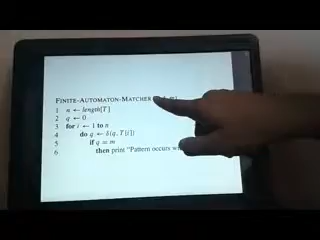 FINITE-AUTOMATON-MATCHER
1 n ← length[T]
2 q ← 0
3 for i ← 1 to n
4 do q ← δ(q, T[i])
5 if q = m
6 then print "Pattern occurs